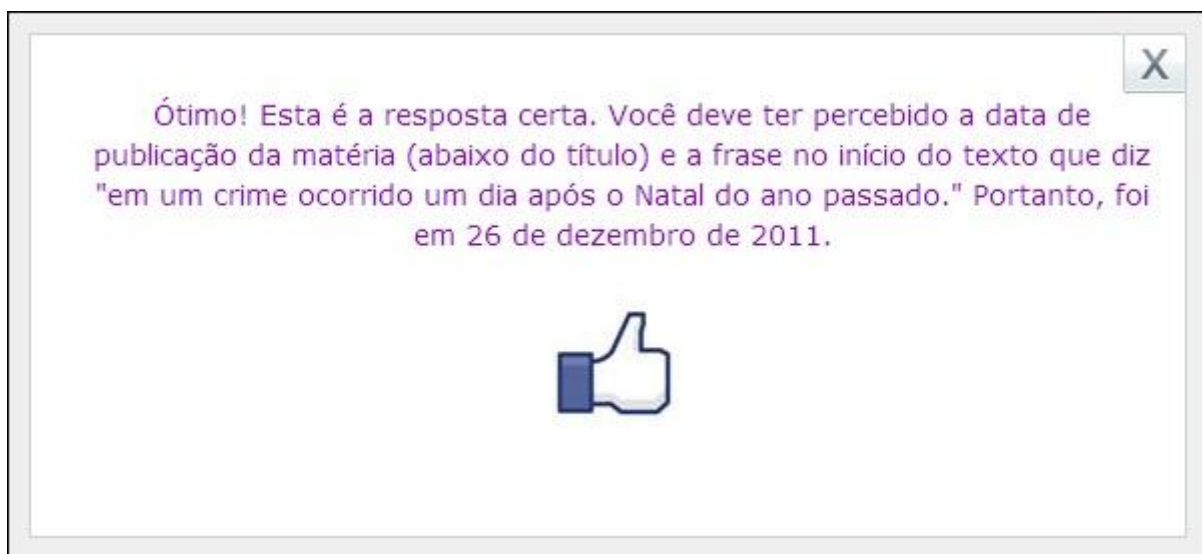 X
Ótimo! Esta é a resposta certa. Você deve ter percebido a data de
publicação da matéria (abaixo do título) e a frase no início do texto que diz
"em um crime ocorrido um dia após o Natal do ano passado." Portanto, foi
em 26 de dezembro de 2011.